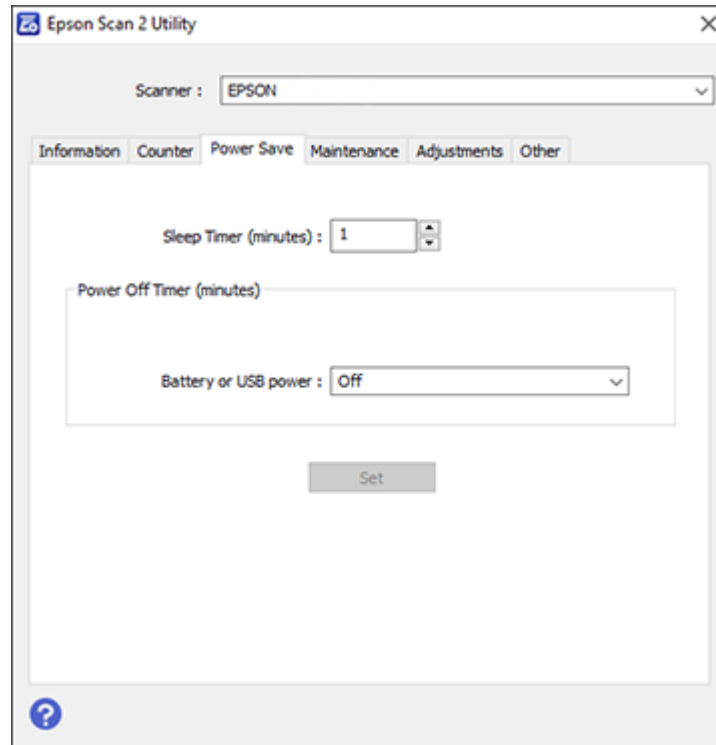 Epson Scan 2 Utility
Scanner : EPSON
Information Counter Power Save Maintenance Adjustments Other
Sleep Timer (minutes) : 1
Power Off Timer (minutes)
Battery or USB power : Off
Set
?